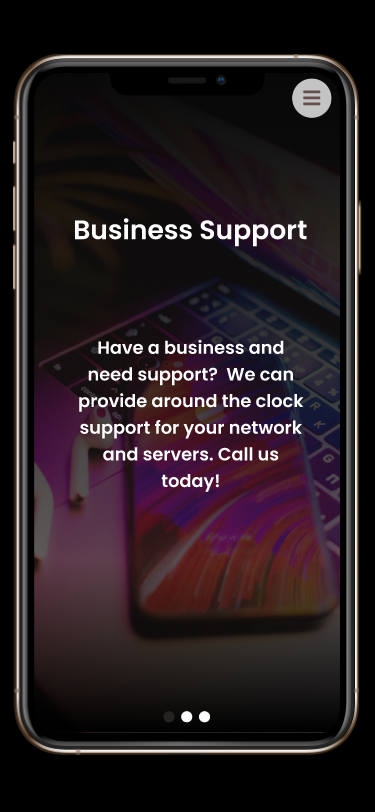 Business Support
Have a business and
need support?  We can
provide around the clock
support for your network
and servers. Call us
today!